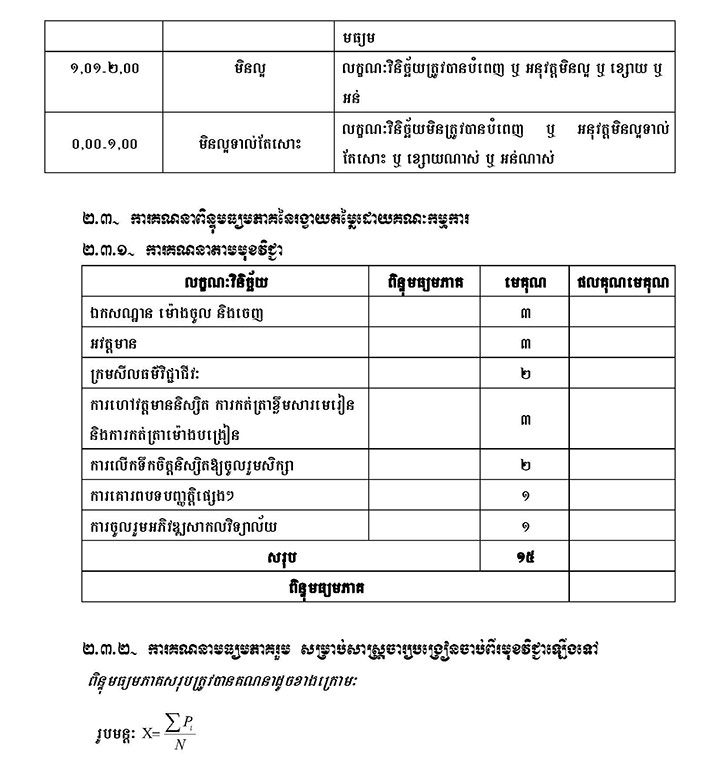 មធ្យម
១,០១-២,០០ មិនល្អ លក្ខណៈវិនិច្ឆ័យត្រូវបានបំពេញ ឬ អនុវត្តមិនល្អ ឬ ខ្សោយ ឬ
អន់
0,00-១,00 មិនល្អទាល់តែសោះ លក្ខណៈវិនិច្ឆ័យមិនត្រូវបានបំពេញ ឬ អនុវត្តមិនល្អទាល់
តែសោះ ឬ ខ្សោយណាស់ ឬ អន់ណាស់
២.៣~ ការគណនាពិន្ទុមធ្យមភាគនៃរង្វាយតម្លៃដោយគណៈកម្មការ
២.៣.១~ ការគណនាតាមមុខវិជ្ជា
លក្ខណៈវិនិច្ឆ័យ ពិន្ទុមធ្យមភាគ មេគុណ ផលគុណមេគុណ
ឯកសណ្ឋាន ម៉ោងចូល និងចេញ ៣
អវត្តមាន ៣
ក្រមសីលធម៌វិជ្ជាជីវៈ ២
ការហៅវត្តមាននិស្សិត ការកត់ត្រាខ្លឹមសារមេរៀន
និងការកត់ត្រាម៉ោងបង្រៀន ៣
ការលើកទឹកចិត្តនិស្សិតឱ្យចូលរួមសិក្សា ២
ការគោរពបទបញ្ញត្តិផ្សេងៗ ១
ការចូលរួមអភិវឌ្ឍសាកលវិទ្យាល័យ ១
សរុប ១៥
ពិន្ទុមធ្យមភាគ
២.៣.២~ ការគណនាមធ្យមភាគរួម សម្រាប់សាស្ត្រចារ្យបង្រៀនចាប់ពីរមុខវិជ្ជាឡើងទៅ
ពិន្ទុមធ្យមភាគសរុបត្រូវបានគណនាដូចខាងក្រោម:
រូបមន្ត: X= ∑ Pi / N